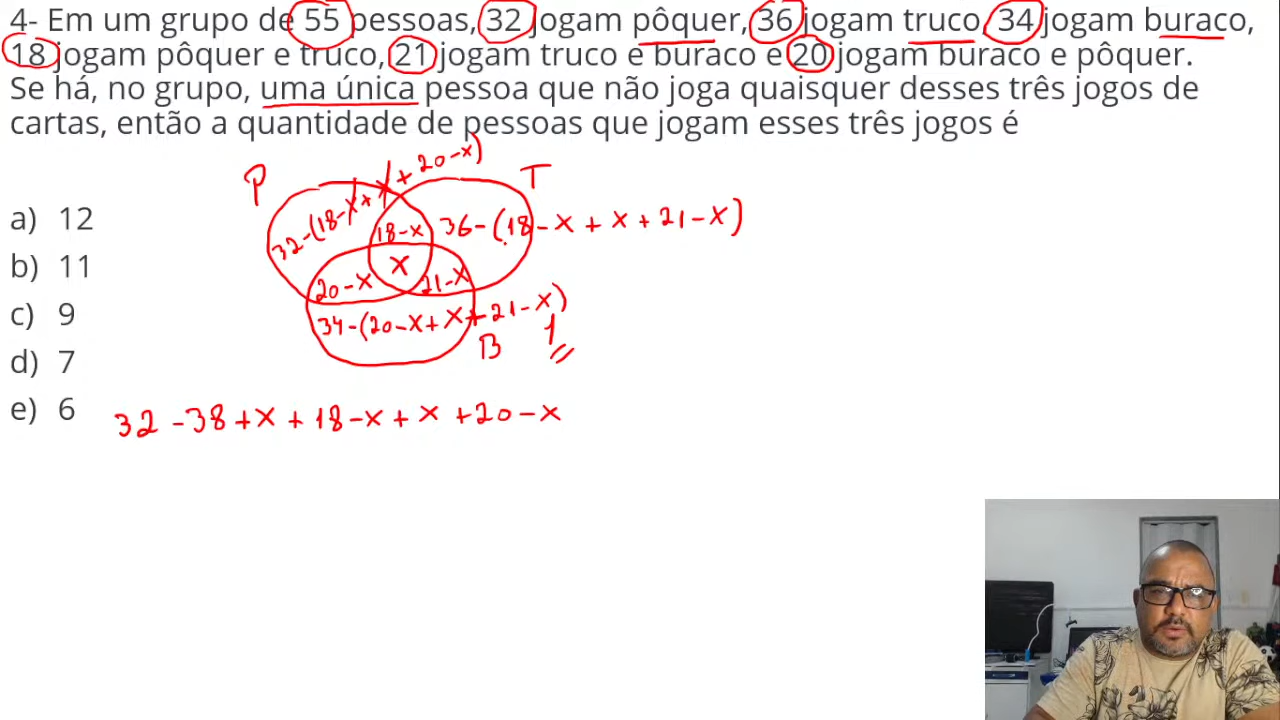 4- Em um grupo de 55 pessoas, 32 jogam pôquer, 36 jogam truco, 34 jogam buraco,
18 jogam pôquer e truco, 21 jogam truco e buraco e 20 jogam buraco e pôquer.
Se há, no grupo, uma única pessoa que não joga quaisquer desses três jogos de
cartas, então a quantidade de pessoas que jogam esses três jogos é
P
T
32-(18-x+x+20-x)
a) 12
18-x
36-(18-x+x+21-x)
b) 11
x
20-x
21-x
c) 9
34-(20-x+x+21-x)
B
1
d) 7
e) 6
32-38+x+18-x+x+20-x